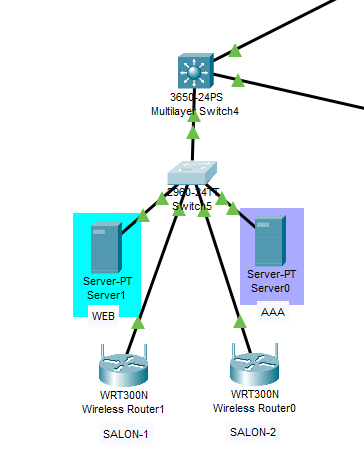 3650-24PS
Multilayer Switch4
2960-24TT
Switch5
Server-PT
Server1
WEB
Server-PT
Server0
AAA
WRT300N
Wireless Router1
SALON-1
WRT300N
Wireless Router0
SALON-2